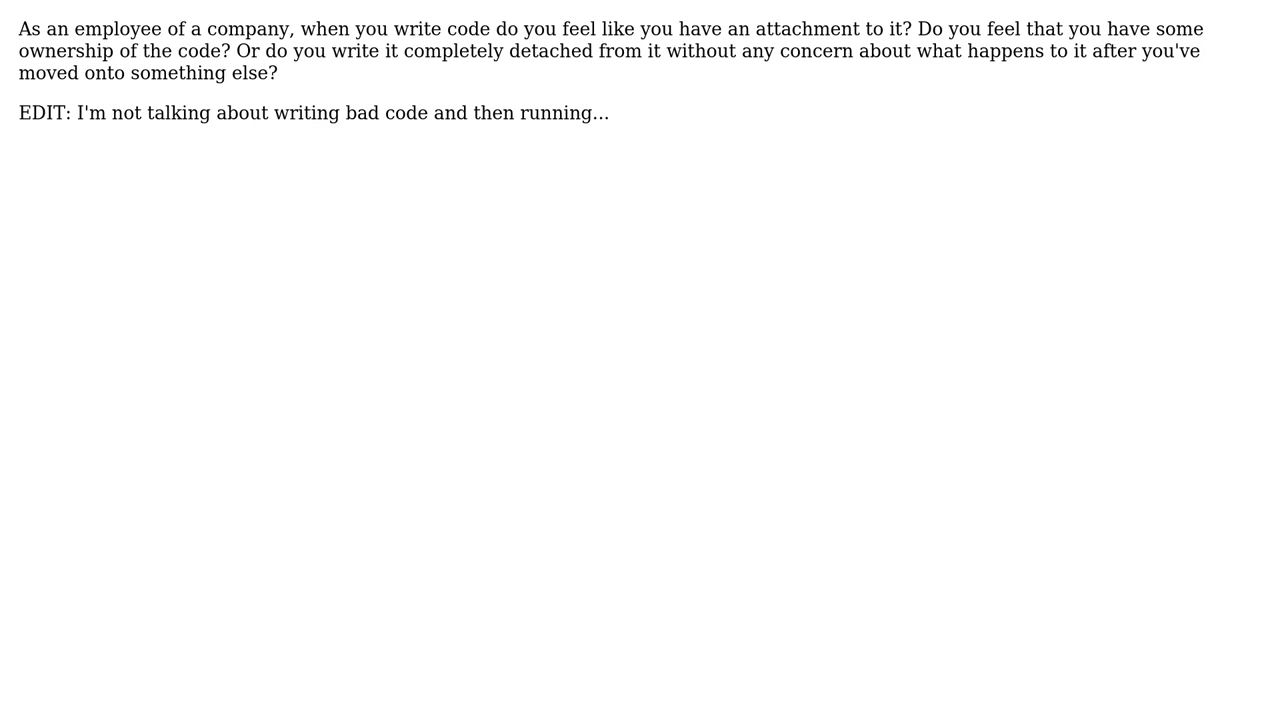 As an employee of a company, when you write code do you feel like you have an attachment to it? Do you feel that you have some
ownership of the code? Or do you write it completely detached from it without any concern about what happens to it after you've
moved onto something else?
EDIT: I'm not talking about writing bad code and then running...